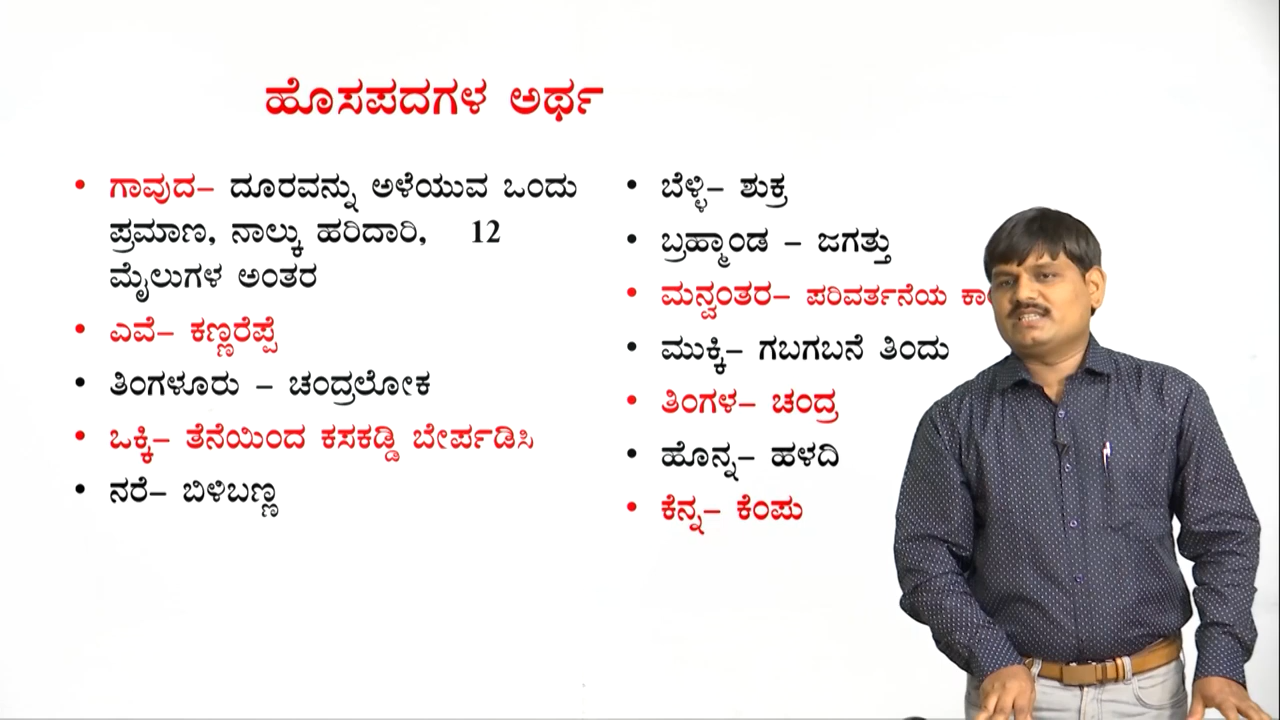 ಹೊಸಪದಗಳ ಅರ್ಥ
• ಗಾವುದ– ದೂರವನ್ನು ಅಳೆಯುವ ಒಂದು
ಪ್ರಮಾಣ, ನಾಲ್ಕು ಹರಿದಾರಿ, 12
ಮೈಲುಗಳ ಅಂತರ
• ಎವೆ– ಕಣ್ಣರೆಪ್ಪೆ
• ತಿಂಗಳೂರು – ಚಂದ್ರಲೋಕ
• ಒಕ್ಕಿ– ತೆನೆಯಿಂದ ಕಸಕಡ್ಡಿ ಬೇರ್ಪಡಿಸಿ
• ನರೆ– ಬಿಳಿಬಣ್ಣ
• ಬೆಳ್ಳಿ– ಶುಕ್ರ
• ಬ್ರಹ್ಮಾಂಡ – ಜಗತ್ತು
• ಮನ್ವಂತರ– ಪರಿವರ್ತನೆಯ
• ಮುಕ್ಕಿ– ಗಬಗಬನೆ ತಿಂದು
• ತಿಂಗಳ– ಚಂದ್ರ
• ಹೊನ್ನ– ಹಳದಿ
• ಕೆನ್ನ– ಕೆಂಪು